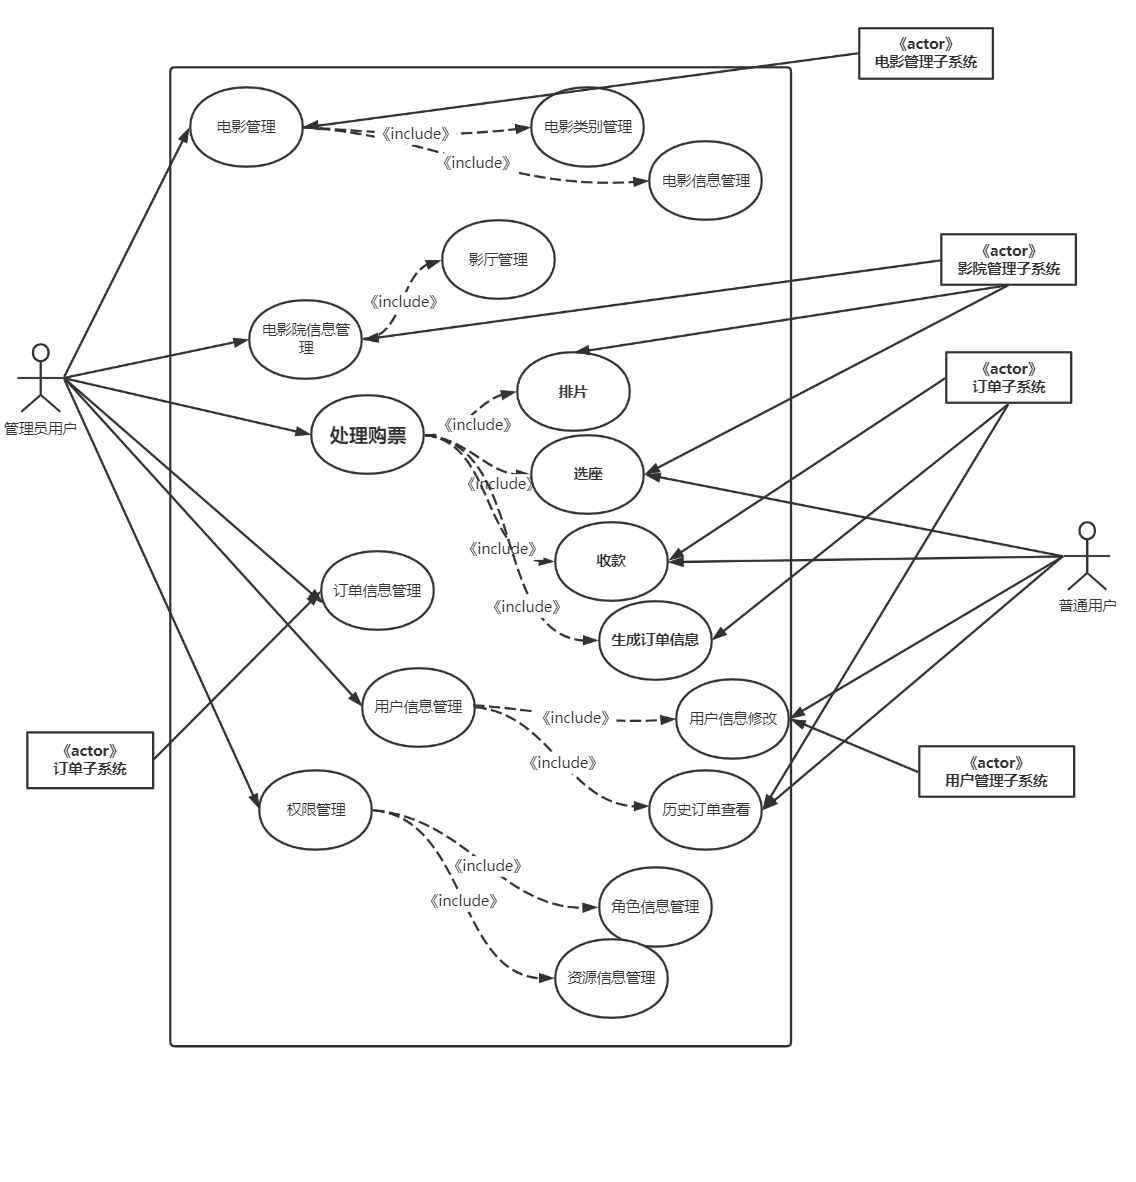 《actor》
电影管理子系统
电影管理
《include》
电影类别管理
《include》
电影信息管理
《actor》
影院管理子系统
影厅管理
《include》
电影院信息管
理
管理员用户
《actor》
订单子系统
排片
《include》
处理购票
选座
《include》
《include》
收款
普通用户
订单信息管理
《include》
生成订单信息
用户信息管理
《include》
用户信息修改
《actor》
订单子系统
《include》
《actor》
用户管理子系统
权限管理
历史订单查看
《include》
《include》
角色信息管理
资源信息管理